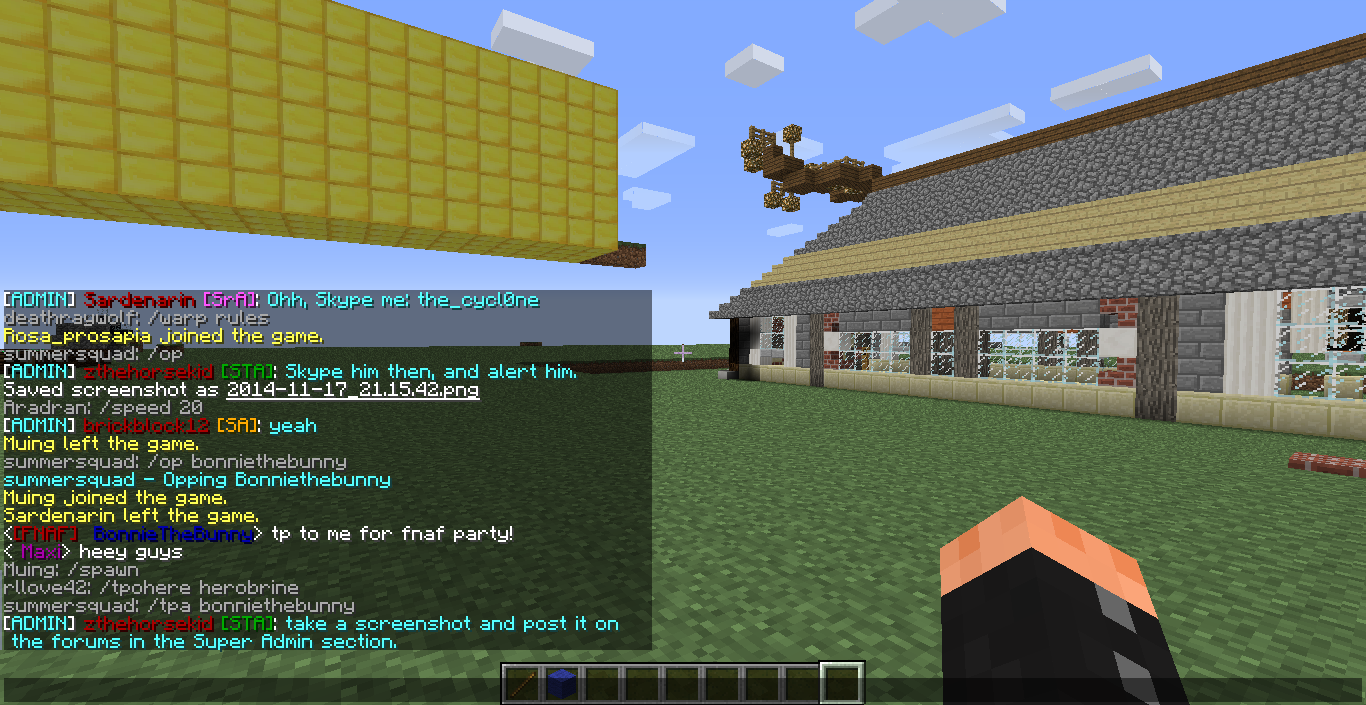 [ADMIN] Sardenarin [SrA]: Ohh, Skype me: the_cycl0ne
deathraywolf: /warp rules
Rosa_prosapia joined the game.
summersquad: /op
[ADMIN] zthehorsekid [STA]: Skype him then, and alert him.
Saved screenshot as 2014-11-17_21.15.42.png
Aradran: /speed 20
[ADMIN] brickblock12 [SA]: yeah
Muing left the game.
summersquad: /op bonniethebunny
summersquad - Opping Bonniethebunny
Muing joined the game.
Sardenarin left the game.
<[FNAF] BonnieTheBunny> tp to me for fnaf party!
< Maxi> heey guys
Muing: /spawn
rllove42: /tpohere herobrine
summersquad: /tpa bonniethebunny
[ADMIN] zthehorsekid [STA]: take a screenshot and post it on
the forums in the Super Admin section.